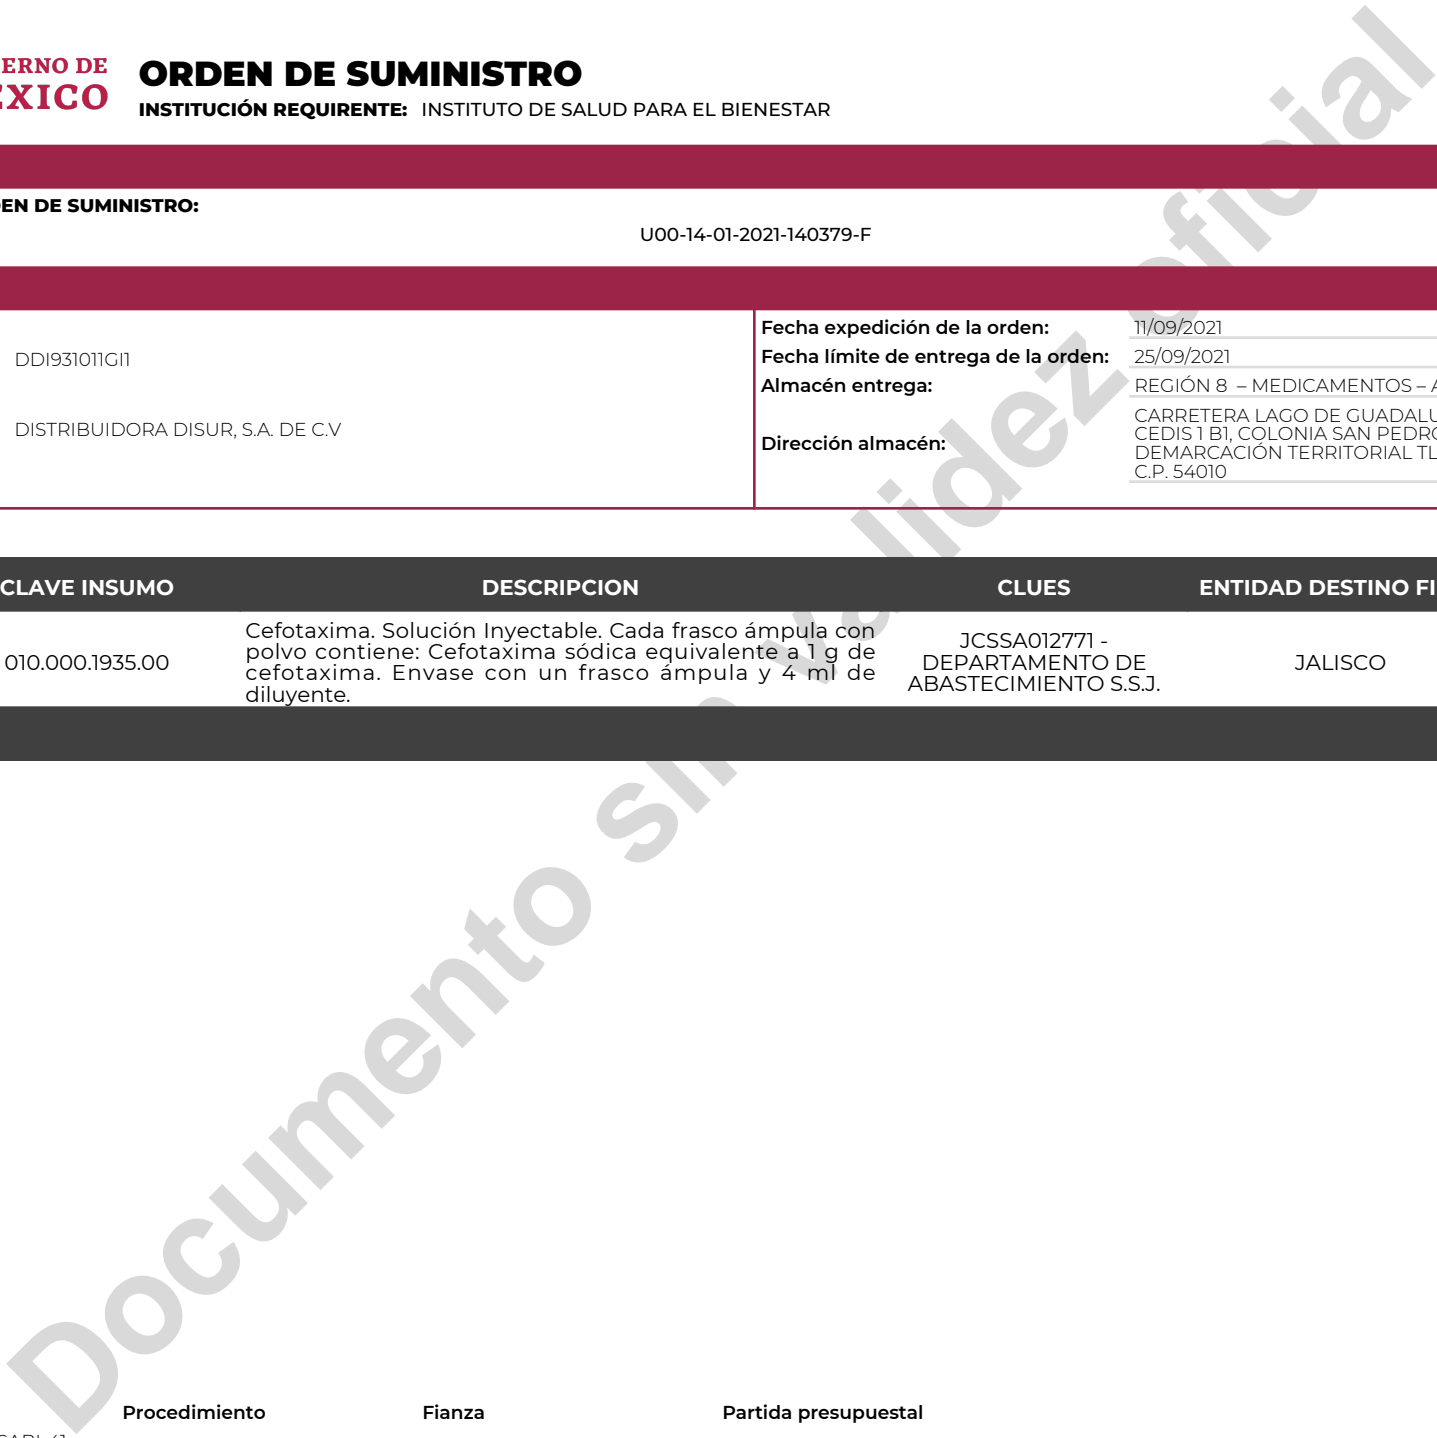 ERNO DE
ÉXICO
ORDEN DE SUMINISTRO
INSTITUCIÓN REQUIRENTE: INSTITUTO DE SALUD PARA EL BIENESTAR
EN DE SUMINISTRO:
U00-14-01-2021-140379-F
DDI931011GI1
DISTRIBUIDORA DISUR, S.A. DE C.V
Fecha expedición de la orden: 11/09/2021
Fecha límite de entrega de la orden: 25/09/2021
Almacén entrega: REGIÓN 8 – MEDICAMENTOS – A
Dirección almacén:
CARRETERA LAGO DE GUADALU
CEDIS 1 B1, COLONIA SAN PEDRO
DEMARCACIÓN TERRITORIAL TL
C.P. 54010
CLAVE INSUMO DESCRIPCION CLUES ENTIDAD DESTINO FI
010.000.1935.00
Cefotaxima. Solución Inyectable. Cada frasco ámpula con
polvo contiene: Cefotaxima sódica equivalente a 1 g de
cefotaxima. Envase con un frasco ámpula y 4 ml de
diluyente.
JCSSA012771 -
DEPARTAMENTO DE
ABASTECIMIENTO S.S.J.
JALISCO
Documento sin validez oficial
Procedimiento Fianza Partida presupuestal